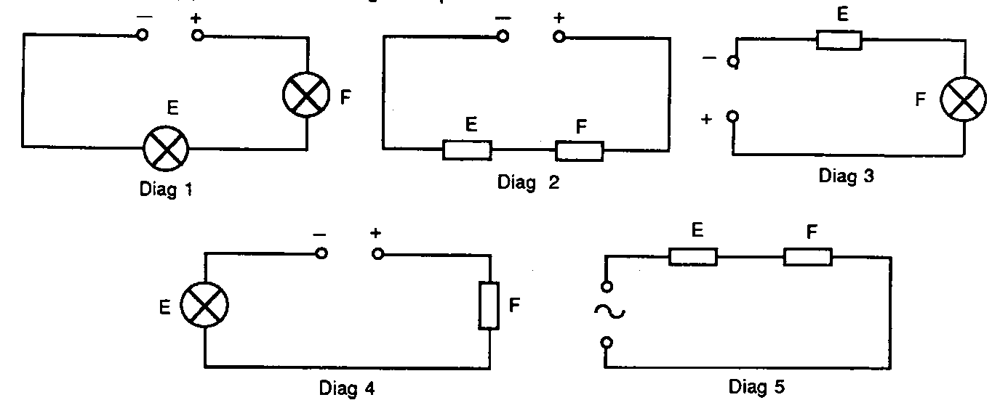 − +
E F
Diag 1
− +
E F
Diag 2
E
−
+
F
Diag 3
− +
E F
Diag 4
E F
~
Diag 5